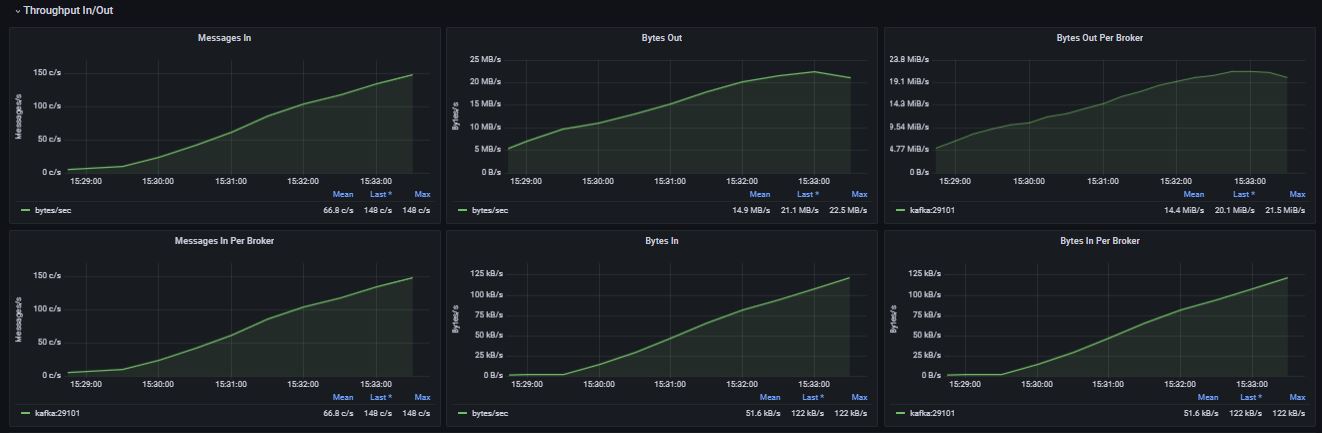 Throughput In/Out
Messages In
Messages/s
150 c/s
100 c/s
50 c/s
0 c/s
15:29:00 15:30:00 15:31:00 15:32:00 15:33:00
Mean Last * Max
bytes/sec 66.8 c/s 148 c/s 148 c/s
Bytes Out
Bytes/s
25 MB/s
20 MB/s
15 MB/s
10 MB/s
5 MB/s
0 B/s
15:29:00 15:30:00 15:31:00 15:32:00 15:33:00
Mean Last * Max
bytes/sec 14.9 MB/s 21.1 MB/s 22.5 MB/s
Bytes Out Per Broker
23.8 MiB/s
19.1 MiB/s
14.3 MiB/s
9.54 MiB/s
4.77 MiB/s
0 B/s
15:29:00 15:30:00 15:31:00 15:32:00 15:33:00
Mean Last * Max
kafka:29101 14.4 MiB/s 20.1 MiB/s 21.5 MiB/s
Messages In Per Broker
Messages/s
150 c/s
100 c/s
50 c/s
0 c/s
15:29:00 15:30:00 15:31:00 15:32:00 15:33:00
Mean Last * Max
kafka:29101 66.8 c/s 148 c/s 148 c/s
Bytes In
Bytes/s
125 kB/s
100 kB/s
75 kB/s
50 kB/s
25 kB/s
0 B/s
15:29:00 15:30:00 15:31:00 15:32:00 15:33:00
Mean Last * Max
bytes/sec 51.6 kB/s 122 kB/s 122 kB/s
Bytes In Per Broker
Bytes/s
125 kB/s
100 kB/s
75 kB/s
50 kB/s
25 kB/s
0 B/s
15:29:00 15:30:00 15:31:00 15:32:00 15:33:00
Mean Last * Max
kafka:29101 51.6 kB/s 122 kB/s 122 kB/s